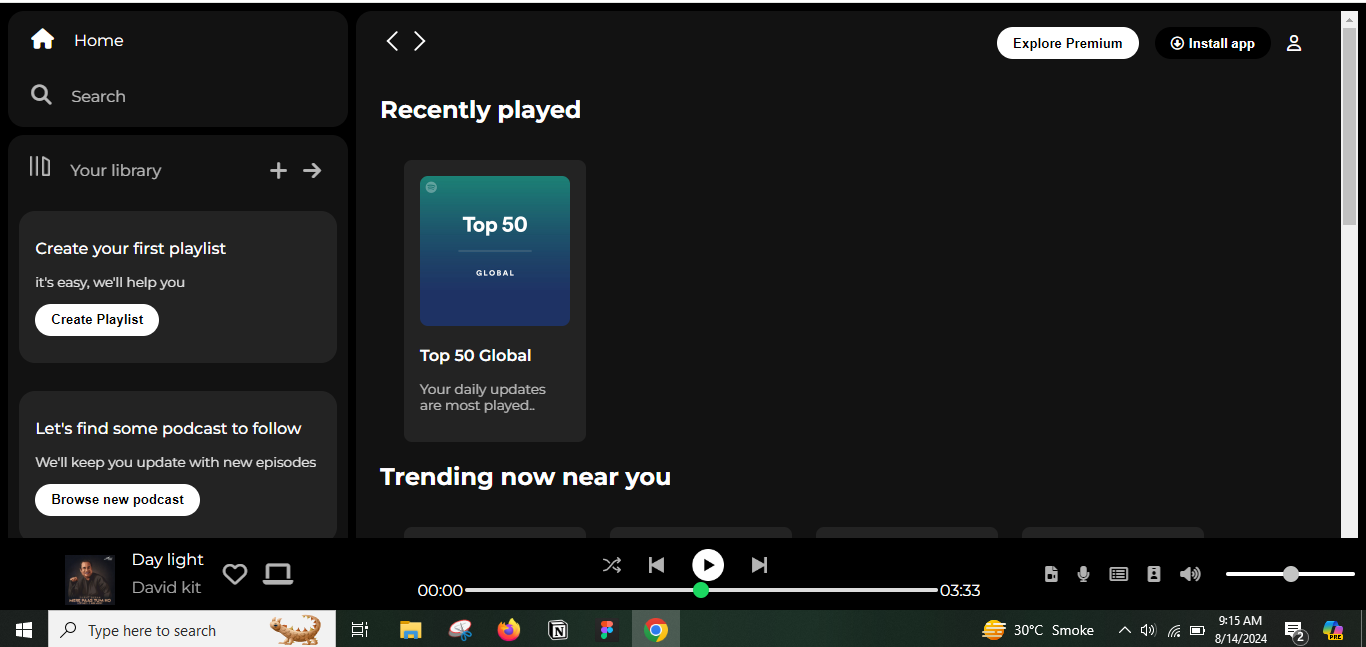 Home
Search
Your library
Create your first playlist
it's easy, we'll help you
Create Playlist
Let's find some podcast to follow
We'll keep you update with new episodes
Browse new podcast
Explore Premium
Install app
Recently played
Top 50
GLOBAL
Top 50 Global
Your daily updates
are most played..
Trending now near you
Day light
David kit
00:00
03:33
Type here to search
30°C Smoke
9:15 AM
8/14/2024
2
PRE